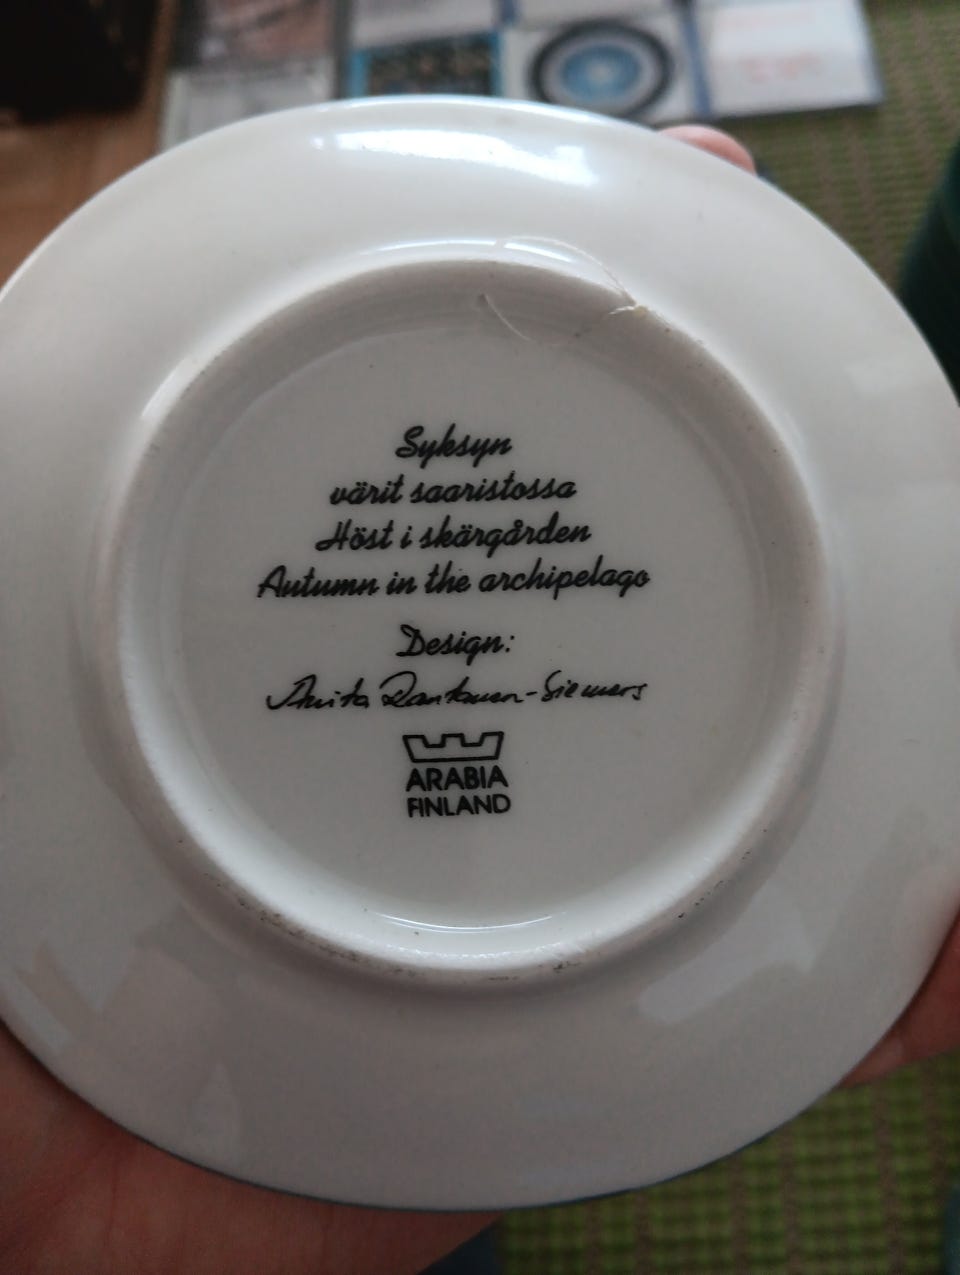 Syksyn
värit saaristossa
Höst i skärgården
Autumn in the archipelago
Design:
Anita Rantanen-Siemers
ARABIA
FINLAND